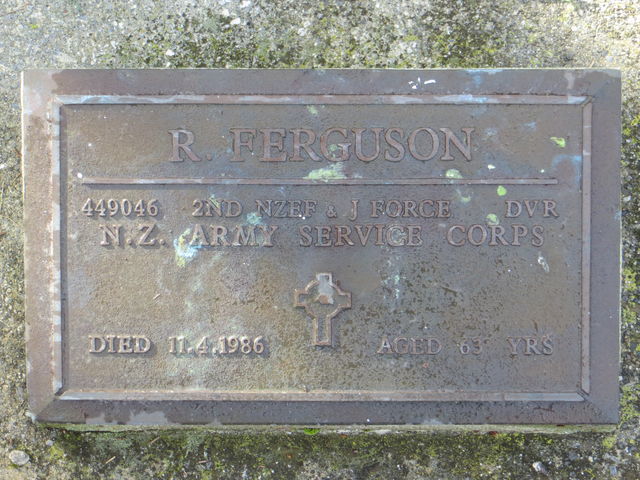 R. FERGUSON
449046 2ND NZEF & J FORCE DVR
N.Z. ARMY SERVICE CORPS
DIED 11.4.1986 AGED 63 YRS